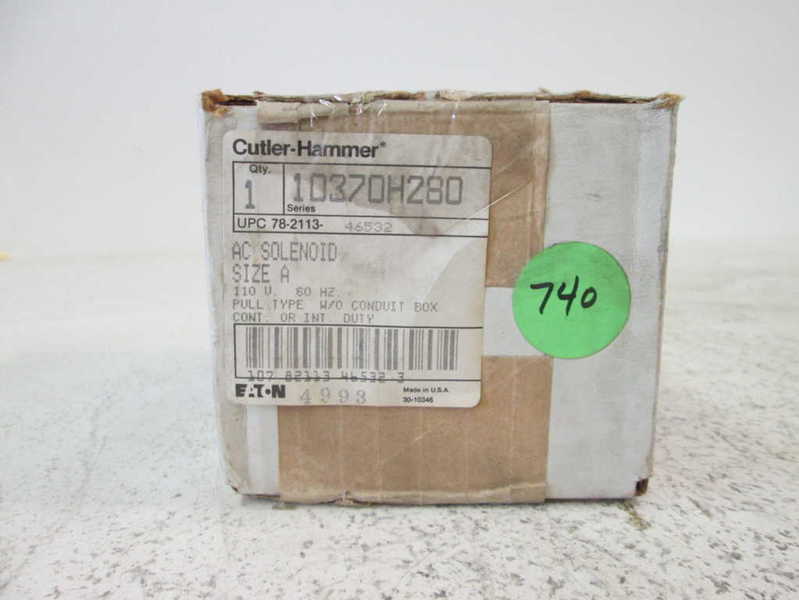 Cutler-Hammer®
Qty.
1
10370H280
Series
UPC 78-2113- 46532
AC SOLENOID
SIZE A
110 V. 60 HZ.
PULL TYPE W/O CONDUIT BOX
CONT. OR INT. DUTY
107 82113 46532 3
EATON
4993
Made in U.S.A.
30-10346
740